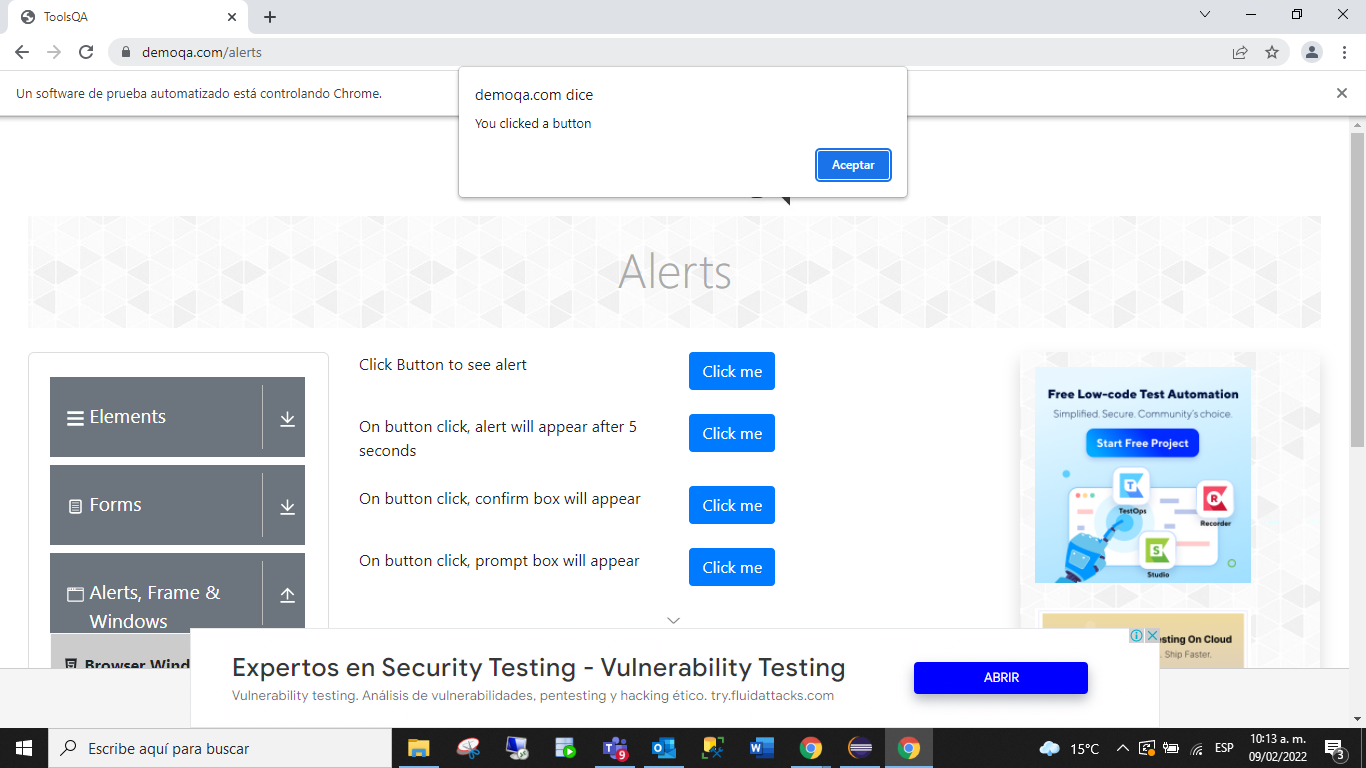 ToolsQA
demoqa.com/alerts
Un software de prueba automatizado está controlando Chrome.
demoqa.com dice
You clicked a button
Aceptar
Alerts
Elements
Forms
Alerts, Frame &
Windows
Browser Wind
Click Button to see alert
Click me
On button click, alert will appear after 5
seconds
Click me
On button click, confirm box will appear
Click me
On button click, prompt box will appear
Click me
Free Low-code Test Automation
Simplified. Secure. Community's choice.
Start Free Project
TestOps
Recorder
Studio
esting On Cloud
. Ship Faster.
Expertos en Security Testing - Vulnerability Testing
Vulnerability testing. Análisis de vulnerabilidades, pentesting y hacking ético. try.fluidattacks.com
ABRIR
Escribe aquí para buscar
9
15°C
ESP
10:13 a. m.
09/02/2022
3